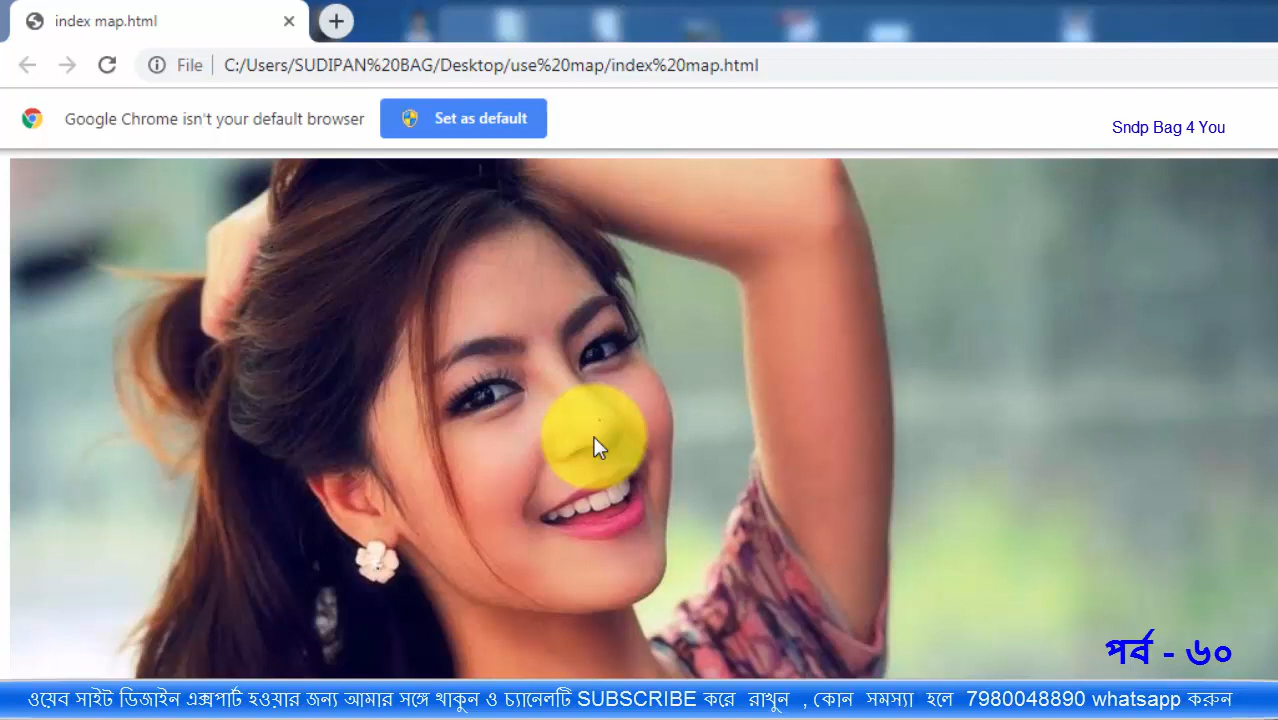 index map.html
File C:/Users/SUDIPAN%20BAG/Desktop/use%20map/index%20map.html
Google Chrome isn't your default browser Set as default
Sndp Bag 4 You
পর্ব - ৬০
ওয়েব সাইট ডিজাইন এক্সপার্ট হওয়ার জন্য আমার সঙ্গে থাকুন ও চ্যানেলটি SUBSCRIBE করে রাখুন , কোন সমস্যা হলে 7980048890 whatsapp করুন